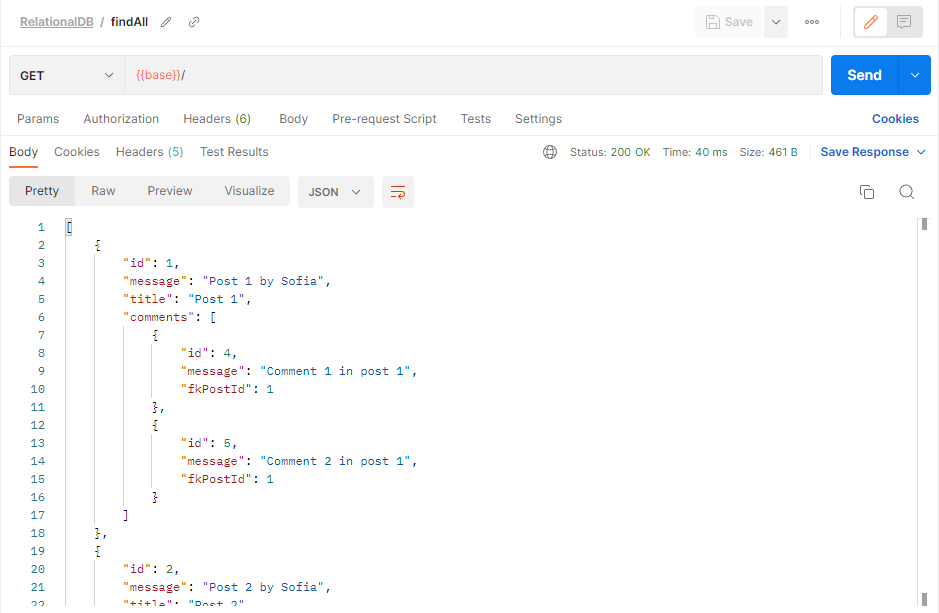 RelationalDB / findAll
Save
GET
{{base}}/
Send
Params Authorization Headers (6) Body Pre-request Script Tests Settings Cookies
Body Cookies Headers (5) Test Results Status: 200 OK Time: 40 ms Size: 461 B Save Response
Pretty Raw Preview Visualize JSON
1 [
2 {
3 "id": 1,
4 "message": "Post 1 by Sofia",
5 "title": "Post 1",
6 "comments": [
7 {
8 "id": 4,
9 "message": "Comment 1 in post 1",
10 "fkPostId": 1
11 },
12 {
13 "id": 5,
14 "message": "Comment 2 in post 1",
15 "fkPostId": 1
16 }
17 ]
18 },
19 {
20 "id": 2,
21 "message": "Post 2 by Sofia",
22 "title": "Post 2"